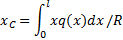 x_C = ∫_0^l xq(x)dx/R